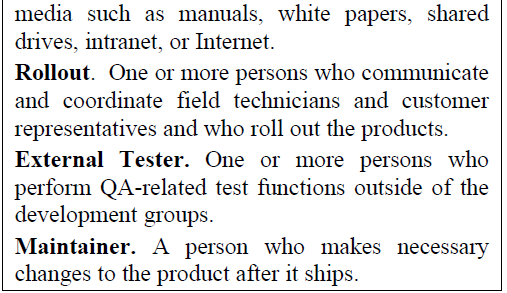 media such as manuals, white papers, shared
drives, intranet, or Internet.
Rollout. One or more persons who communicate
and coordinate field technicians and customer
representatives and who roll out the products.
External Tester. One or more persons who
perform QA-related test functions outside of the
development groups.
Maintainer. A person who makes necessary
changes to the product after it ships.